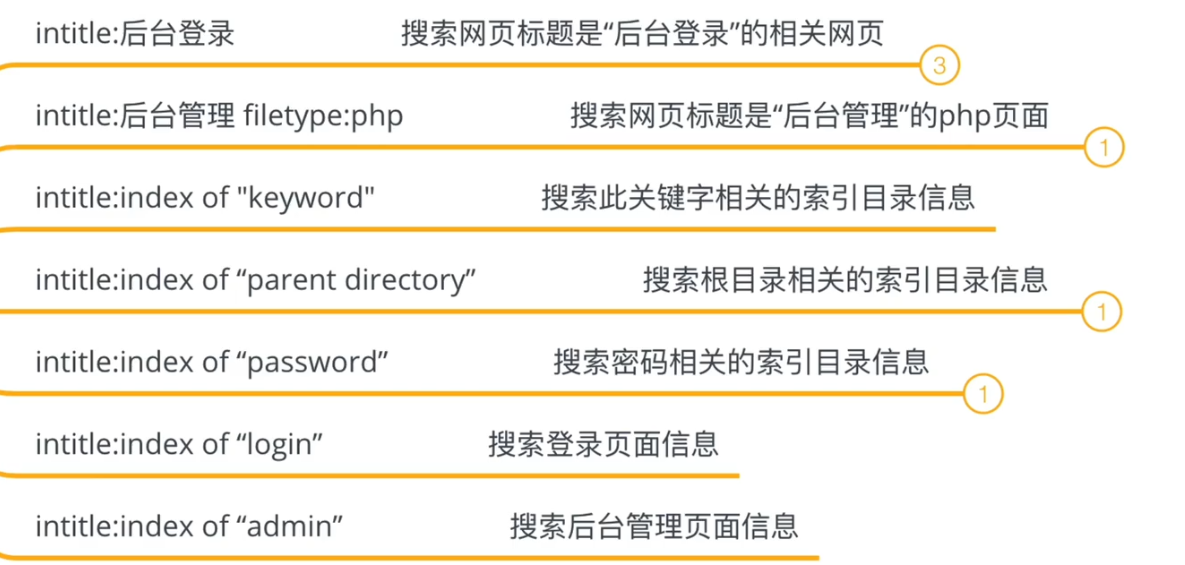 intitle:后台登录 搜索网页标题是“后台登录”的相关网页
3
intitle:后台管理 filetype:php 搜索网页标题是“后台管理”的php页面
1
intitle:index of "keyword" 搜索此关键字相关的索引目录信息
intitle:index of “parent directory” 搜索根目录相关的索引目录信息
1
intitle:index of “password” 搜索密码相关的索引目录信息
1
intitle:index of “login” 搜索登录页面信息
intitle:index of “admin” 搜索后台管理页面信息